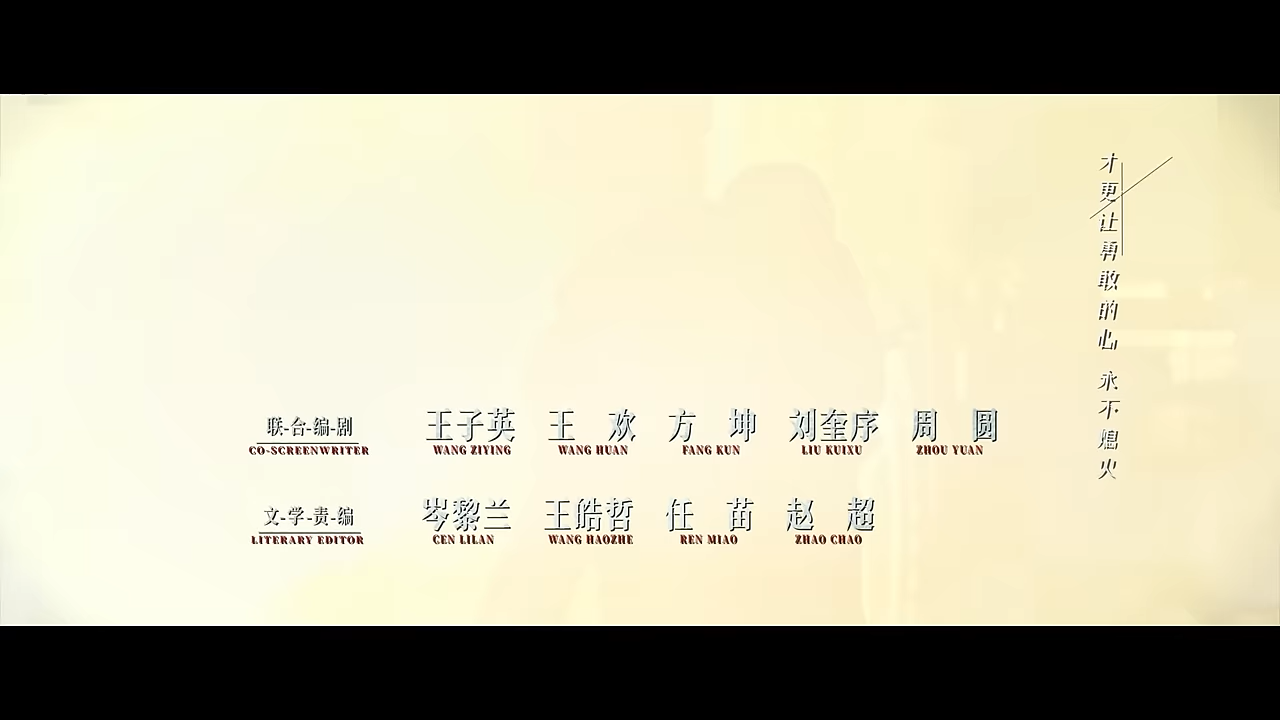 联-合-编-剧 王子英 王 欢 方 坤 刘奎序 周 圆
CO-SCREENWRITER WANG ZIYING WANG HUAN FANG KUN LIU KUIXU ZHOU YUAN
文-学-责-编 岑黎兰 王皓哲 任 苗 赵 超
LITERARY EDITOR CEN LILAN WANG HAOZHE REN MIAO ZHAO CHAO
才更让勇敢的心 永不熄火